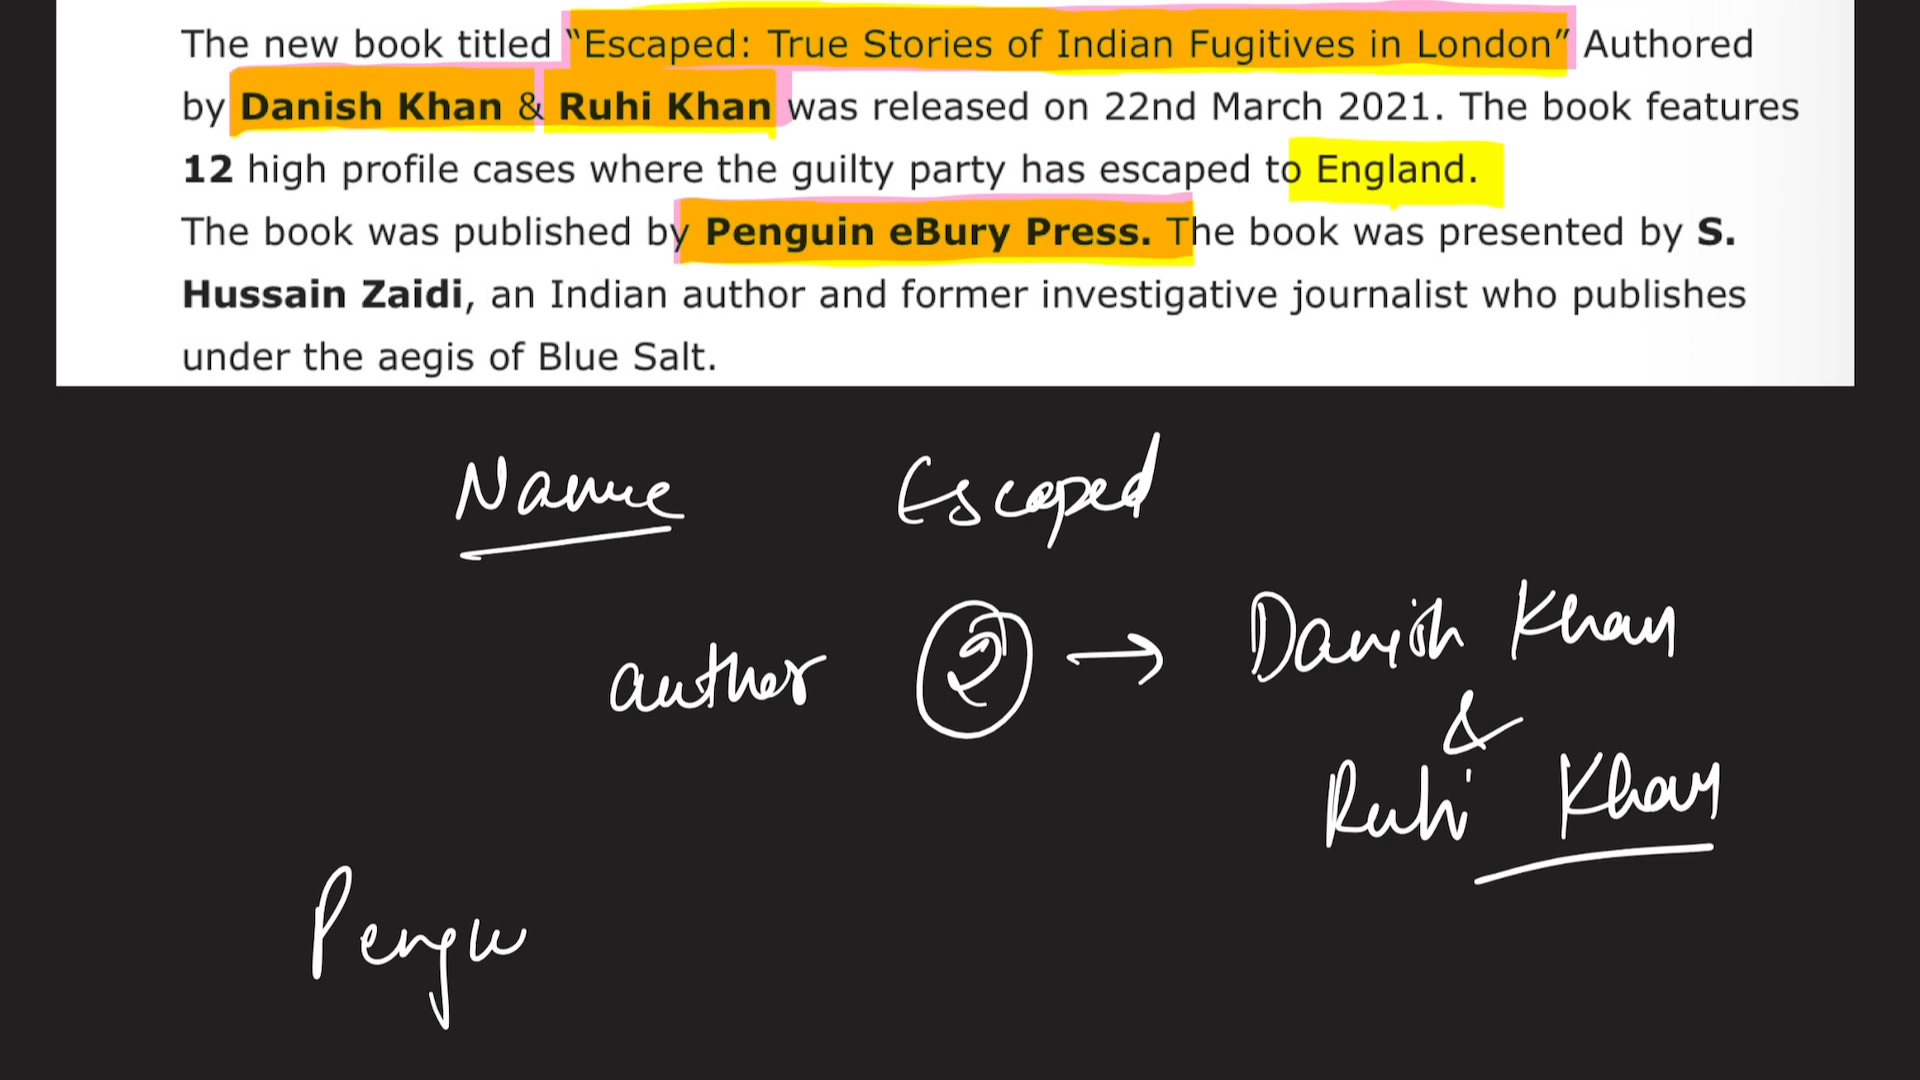 The new book titled “Escaped: True Stories of Indian Fugitives in London” Authored
by Danish Khan & Ruhi Khan was released on 22nd March 2021. The book features
12 high profile cases where the guilty party has escaped to England.
The book was published by Penguin eBury Press. The book was presented by S.
Hussain Zaidi, an Indian author and former investigative journalist who publishes
under the aegis of Blue Salt.
Name Escaped
author 2 → Danish Khan
&
Ruhi Khan
Pengu